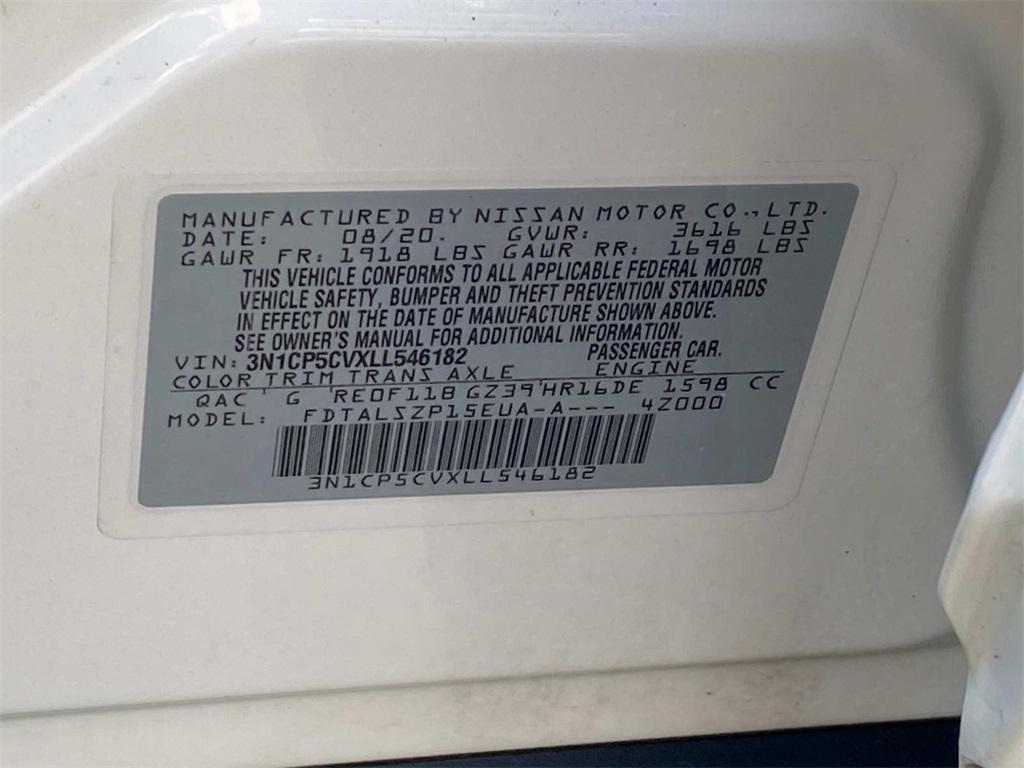 MANUFACTURED BY NISSAN MOTOR CO., LTD.
DATE: 08/20. GVWR: 3616 LBS
GAWR FR: 1918 LBS GAWR RR: 1698 LBS
THIS VEHICLE CONFORMS TO ALL APPLICABLE FEDERAL MOTOR
VEHICLE SAFETY, BUMPER AND THEFT PREVENTION STANDARDS
IN EFFECT ON THE DATE OF MANUFACTURE SHOWN ABOVE.
SEE OWNER'S MANUAL FOR ADDITIONAL INFORMATION.
VIN: 3N1CP5CVXLL546182 PASSENGER CAR.
COLOR TRIM TRANS AXLE ENGINE
QAC ' G 'RE0F11B GZ39'HR16DE 1598 CC
MODEL: FDTALSZP15EUA-A--- 4Z000
3N1CP5CVXLL546182